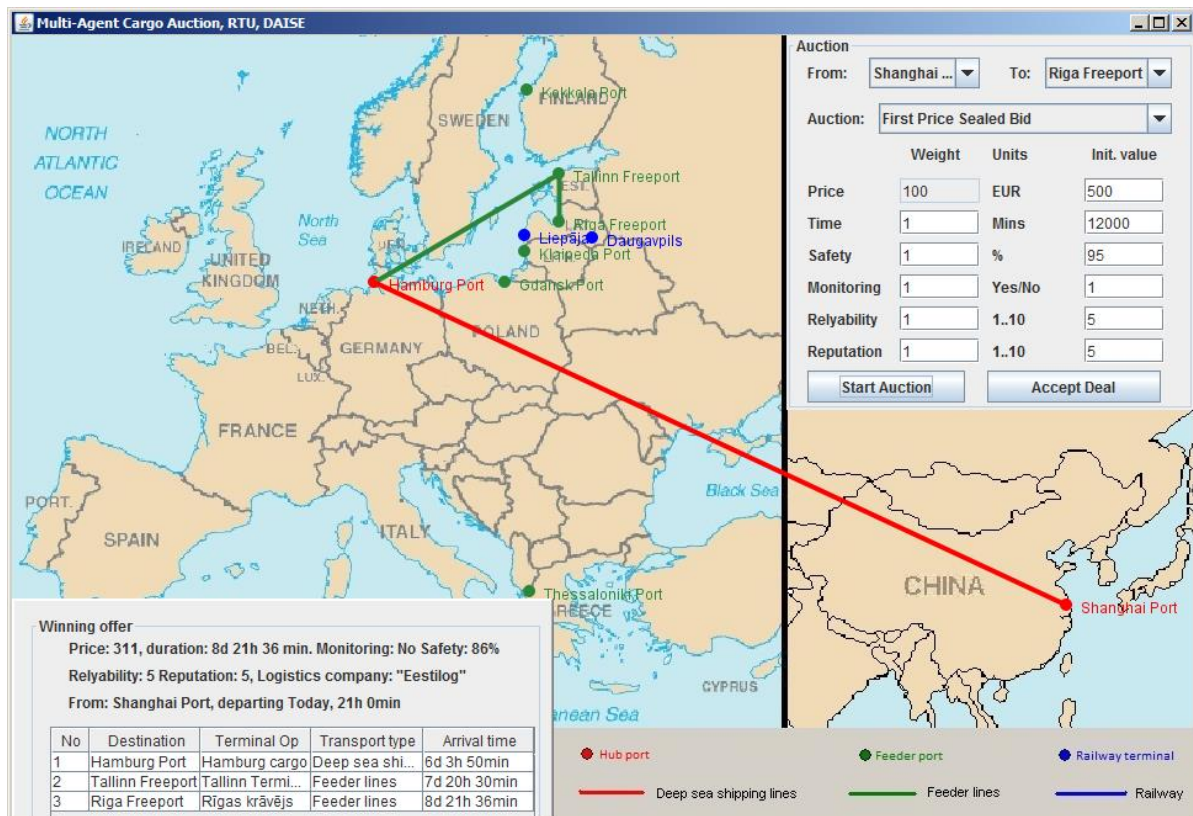 Multi-Agent Cargo Auction, RTU, DAISE
Auction
From: Shanghai ... To: Riga Freeport
Auction: First Price Sealed Bid
Weight Units Init. value
Price 100 EUR 500
Time 1 Mins 12000
Safety 1 % 95
Monitoring 1 Yes/No 1
Relyability 1 1..10 5
Reputation 1 1..10 5
Start Auction Accept Deal
Kokkola Port
FINLAND
SWEDEN
NORTH
ATLANTIC
OCEAN
Tallinn Freeport
EST.
North
Sea
Riga Freeport
Liepāja
Daugavpils
IRELAND
Klaipeda Port
UNITED
KINGDOM
Hamburg Port
Gdansk Port
NETH.
POLAND
BEL.
GERMANY
LUX.
FRANCE
Black Sea
PORT.
ITALY
SPAIN
CHINA
Thessaloniki Port
GREECE
Shanghai Port
CYPRUS
anean Sea
Winning offer
Price: 311, duration: 8d 21h 36 min. Monitoring: No Safety: 86%
Relyability: 5 Reputation: 5, Logistics company: "Eestilog"
From: Shanghai Port, departing Today, 21h 0min
No Destination Terminal Op Transport type Arrival time
1 Hamburg Port Hamburg cargo Deep sea shi... 6d 3h 50min
2 Tallinn Freeport Tallinn Termi... Feeder lines 7d 20h 30min
3 Riga Freeport Rīgas krāvējs Feeder lines 8d 21h 36min
Hub port Feeder port Railway terminal
Deep sea shipping lines Feeder lines Railway